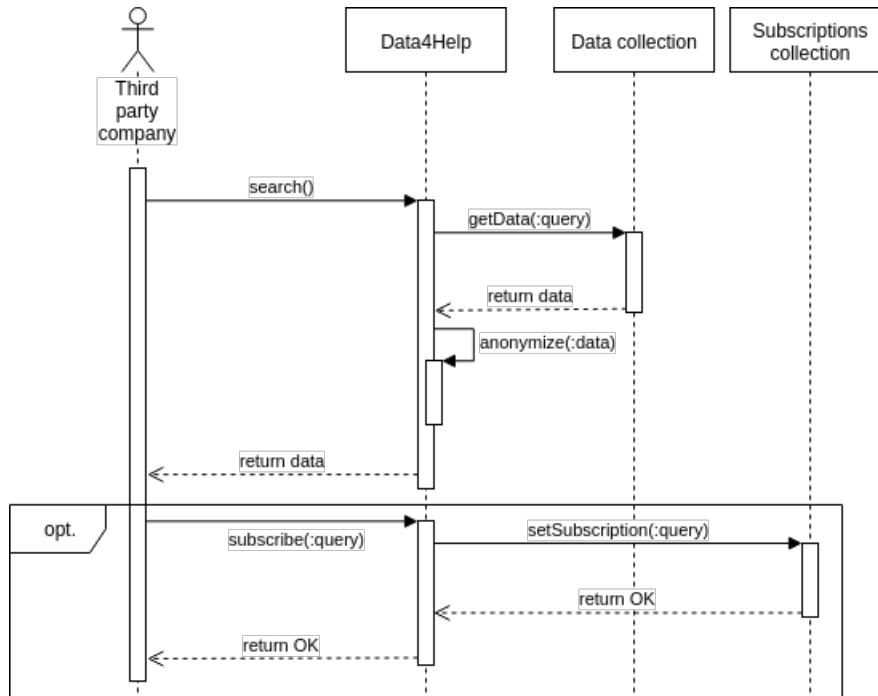 Data4Help
Data collection
Subscriptions
collection
Third
party
company
search()
getData(:query)
return data
anonymize(:data)
return data
opt.
subscribe(:query)
setSubscription(:query)
return OK
return OK